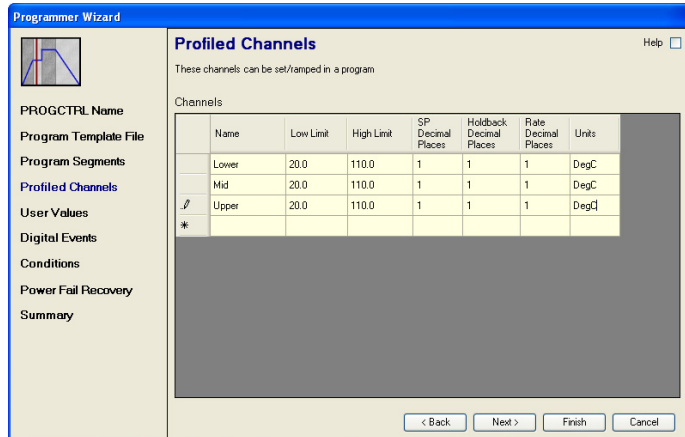 Programmer Wizard
PROGCTRL Name
Program Template File
Program Segments
Profiled Channels
User Values
Digital Events
Conditions
Power Fail Recovery
Summary
Profiled Channels
Help
These channels can be set/ramped in a program
Channels
Name Low Limit High Limit SP Decimal Places Holdback Decimal Places Rate Decimal Places Units
Lower 20.0 110.0 1 1 1 DegC
Mid 20.0 110.0 1 1 1 DegC
Upper 20.0 110.0 1 1 1 DegC
*
< Back Next > Finish Cancel